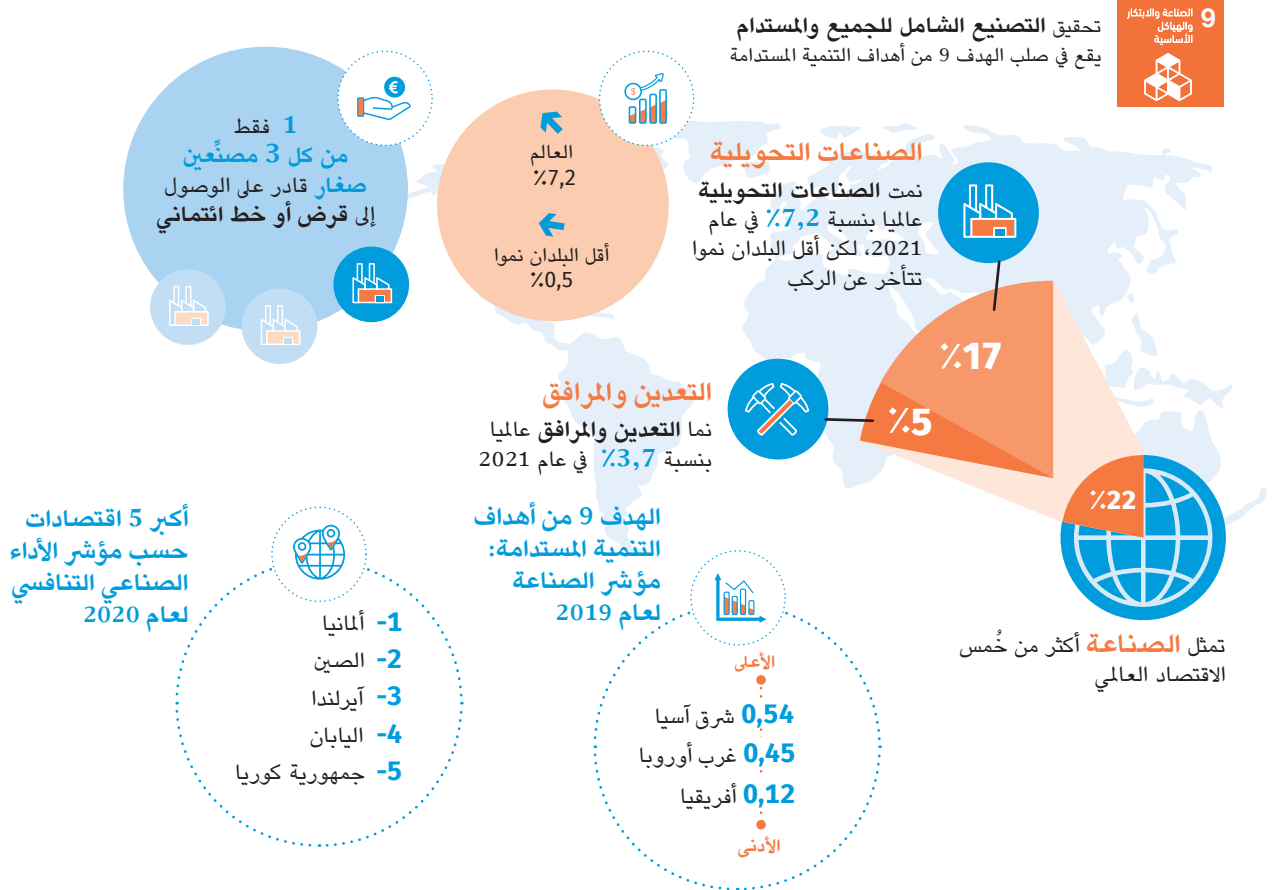 9 الصناعة والابتكار
والهياكل
الأساسية
تحقيق التصنيع الشامل للجميع والمستدام
يقع في صلب الهدف 9 من أهداف التنمية المستدامة
الصناعات التحويلية
نمت الصناعات التحويلية
عالميا بنسبة 7,2٪ في عام
2021، لكن أقل البلدان نموا
تتأخر عن الركب
العالم
٪7,2
أقل البلدان نموا
٪0,5
1 فقط
من كل 3 مصنِّعين
صغار قادر على الوصول
إلى قرض أو خط ائتماني
€
$
٪17
٪5
٪22
التعدين والمرافق
نما التعدين والمرافق عالميا
بنسبة 3,7٪ في عام 2021
تمثل الصناعة أكثر من خُمس
الاقتصاد العالمي
الهدف 9 من أهداف
التنمية المستدامة:
مؤشر الصناعة
لعام 2019
الأعلى
0,54 شرق آسيا
0,45 غرب أوروبا
0,12 أفريقيا
الأدنى
أكبر 5 اقتصادات
حسب مؤشر الأداء
الصناعي التنافسي
لعام 2020
1- ألمانيا
2- الصين
3- آيرلندا
4- اليابان
5- جمهورية كوريا